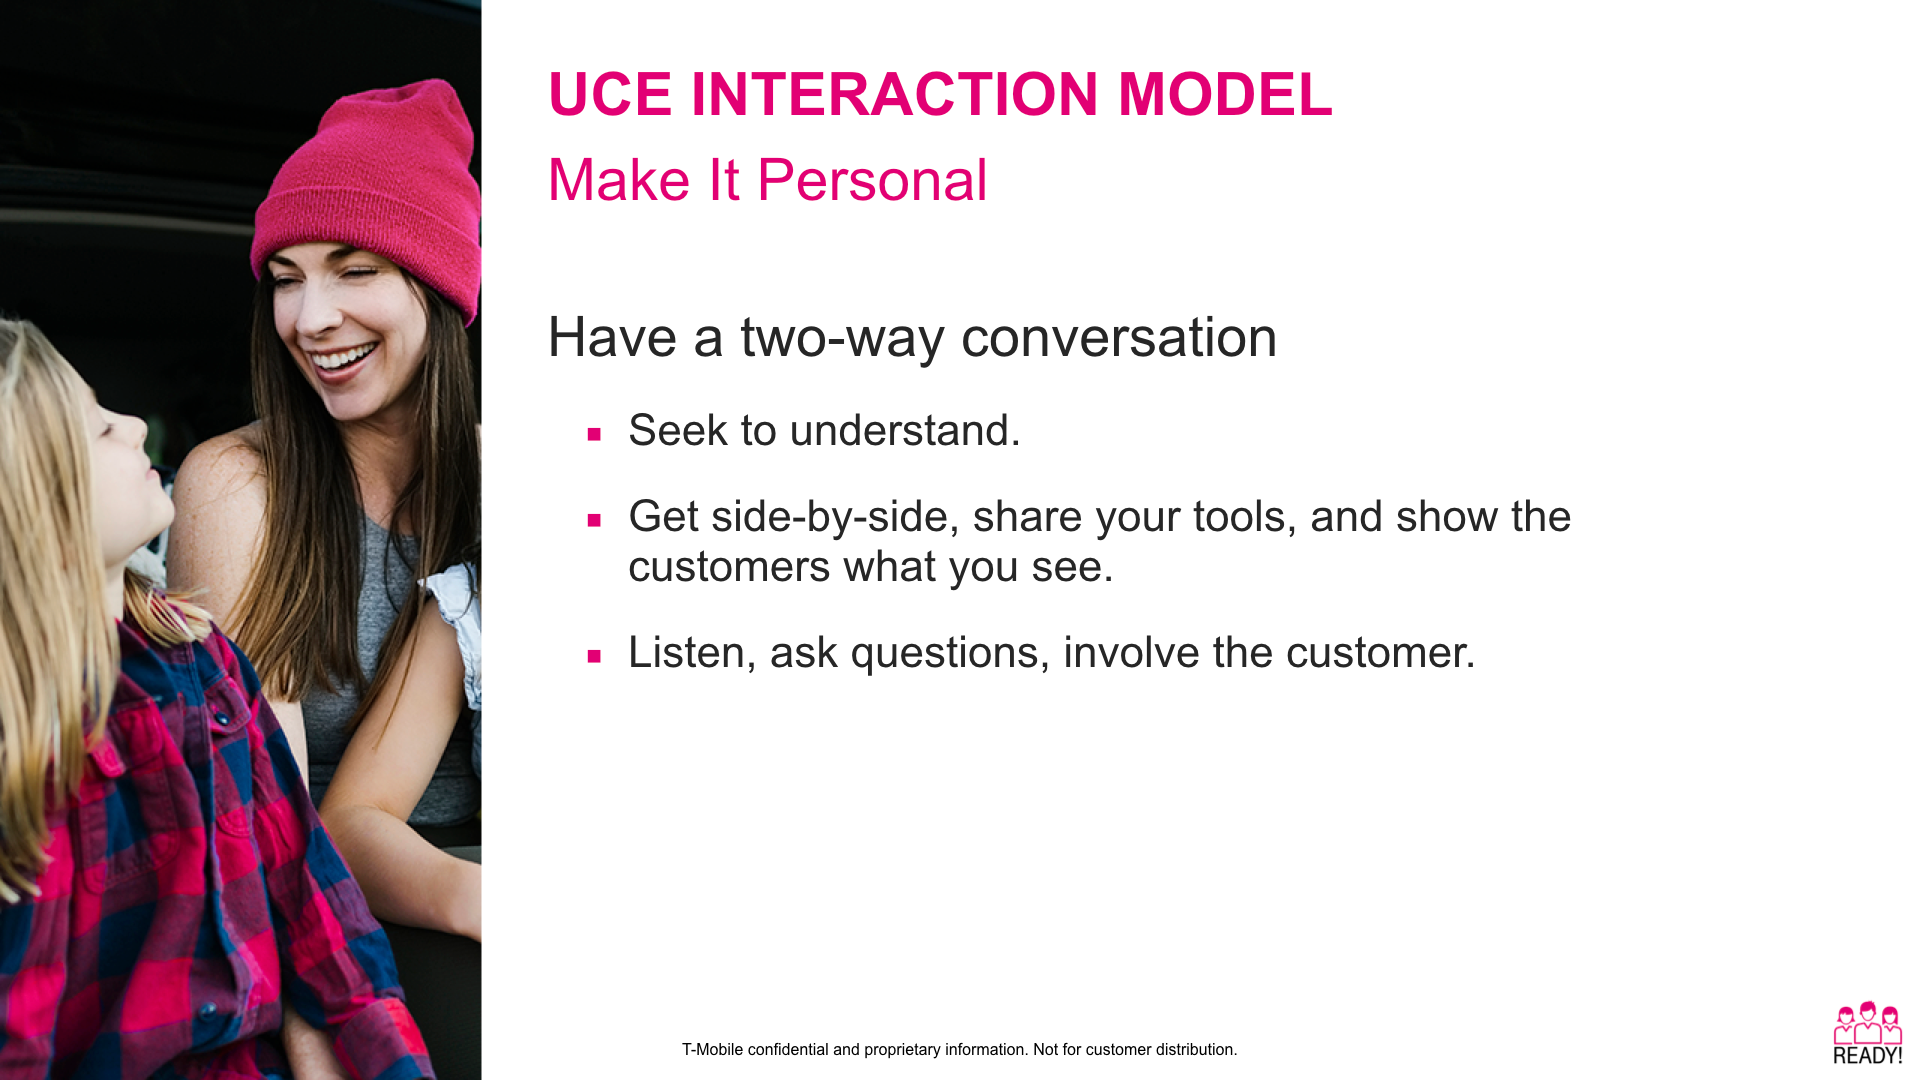 UCE INTERACTION MODEL
Make It Personal
Have a two-way conversation
▪ Seek to understand.
▪ Get side-by-side, share your tools, and show the
customers what you see.
▪ Listen, ask questions, involve the customer.
T-Mobile confidential and proprietary information. Not for customer distribution.
READY!